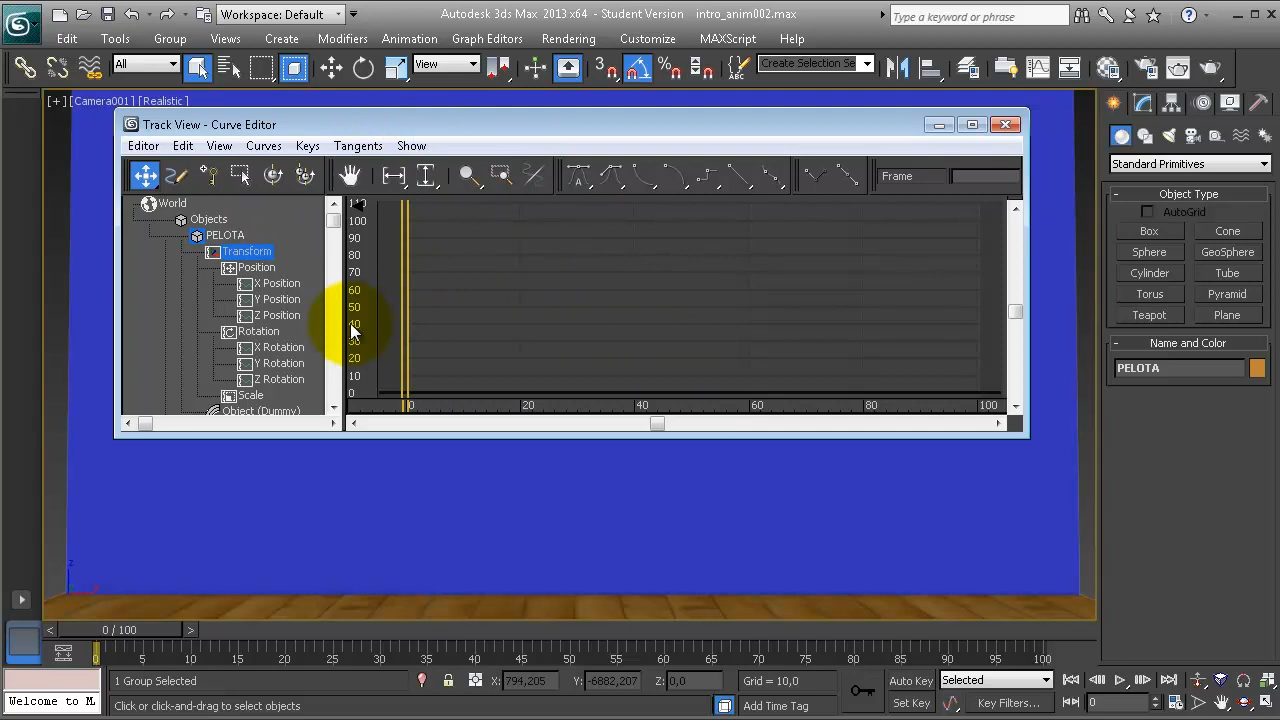 Workspace: Default
Autodesk 3ds Max 2013 x64 - Student Version intro_anim002.max
Type a keyword or phrase
Edit Tools Group Views Create Modifiers Animation Graph Editors Rendering Customize MAXScript Help
All
View
3
Create Selection Se
[+] [Camera001] [Realistic]
Track View - Curve Editor
Editor Edit View Curves Keys Tangents Show
Frame
World
Objects
PELOTA
Transform
Position
X Position
Y Position
Z Position
Rotation
X Rotation
Y Rotation
Z Rotation
Scale
Object (Dummy)
110
100
90
80
70
60
50
40
30
20
10
0
0 20 40 60 80 100
Standard Primitives
Object Type
AutoGrid
Box Cone
Sphere GeoSphere
Cylinder Tube
Torus Pyramid
Teapot Plane
Name and Color
PELOTA
z
0 / 100
0 5 10 15 20 25 30 35 40 45 50 55 60 65 70 75 80 85 90 95 100
1 Group Selected
X: 794,205 Y: -6882,207 Z: 0,0 Grid = 10,0
Auto Key Selected
Welcome to M
Click or click-and-drag to select objects
Add Time Tag
Set Key Key Filters... 0